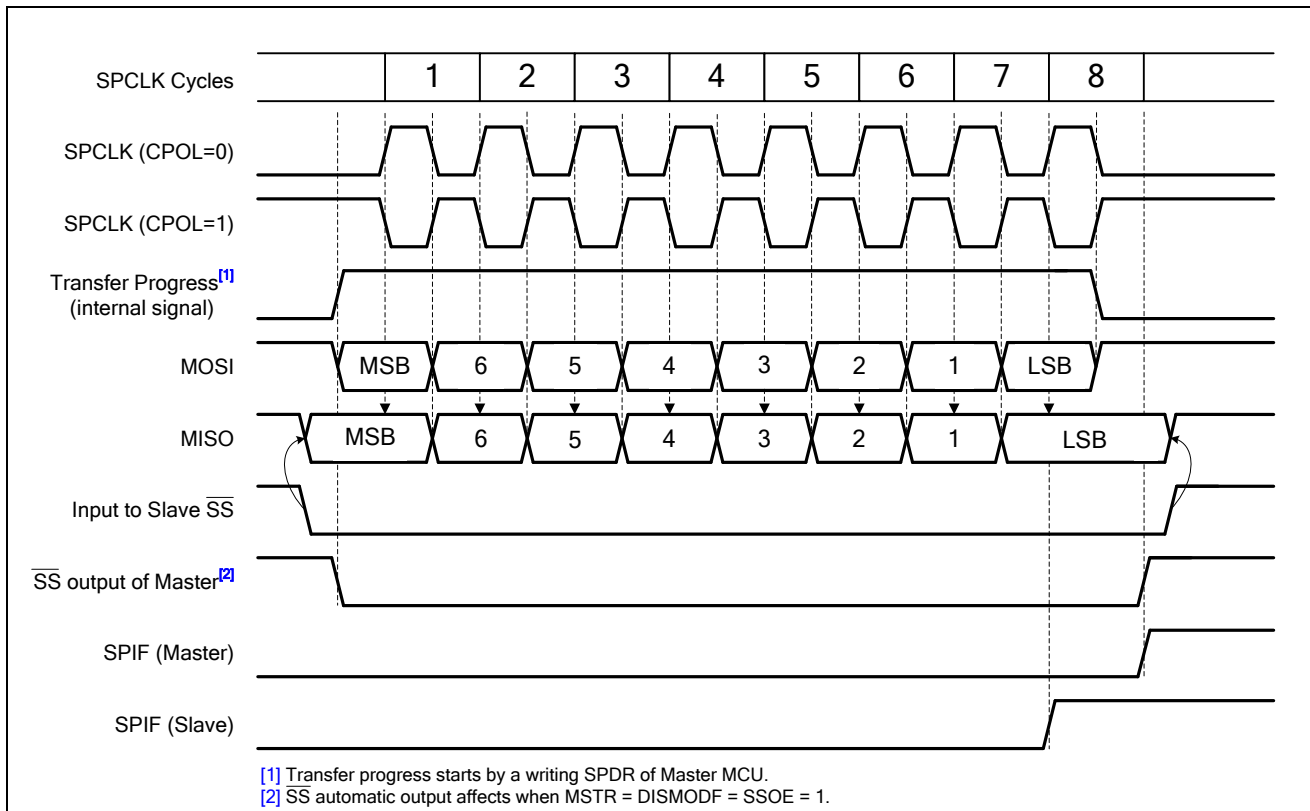 SPCLK Cycles 1 2 3 4 5 6 7 8
SPCLK (CPOL=0)
SPCLK (CPOL=1)
Transfer Progress[1]
(internal signal)
MOSI MSB 6 5 4 3 2 1 LSB
MISO MSB 6 5 4 3 2 1 LSB
Input to Slave S̅S̅
S̅S̅ output of Master[2]
SPIF (Master)
SPIF (Slave)
[1] Transfer progress starts by a writing SPDR of Master MCU.
[2] S̅S̅ automatic output affects when MSTR = DISMODF = SSOE = 1.